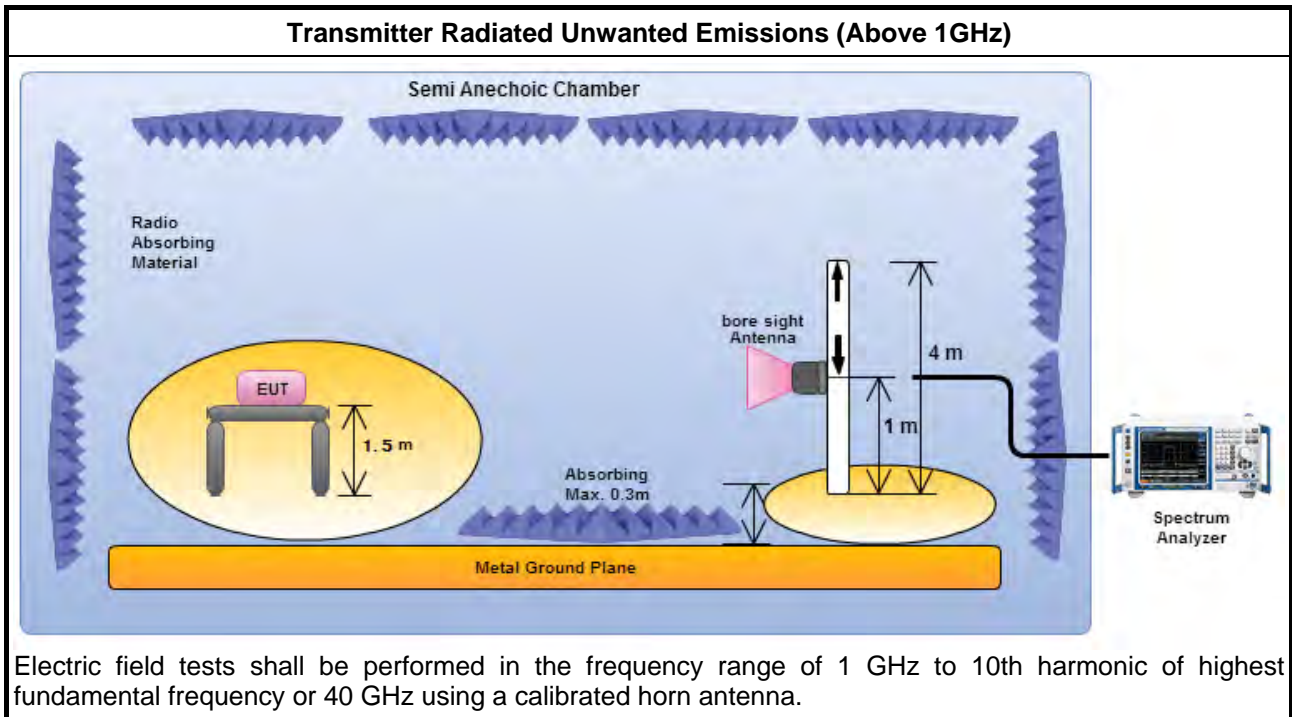 Transmitter Radiated Unwanted Emissions (Above 1GHz)
Semi Anechoic Chamber
Radio
Absorbing
Material
bore sight
Antenna
4 m
EUT
1.5 m
1 m
Absorbing
Max. 0.3m
Spectrum
Analyzer
Metal Ground Plane
Electric field tests shall be performed in the frequency range of 1 GHz to 10th harmonic of highest
fundamental frequency or 40 GHz using a calibrated horn antenna.